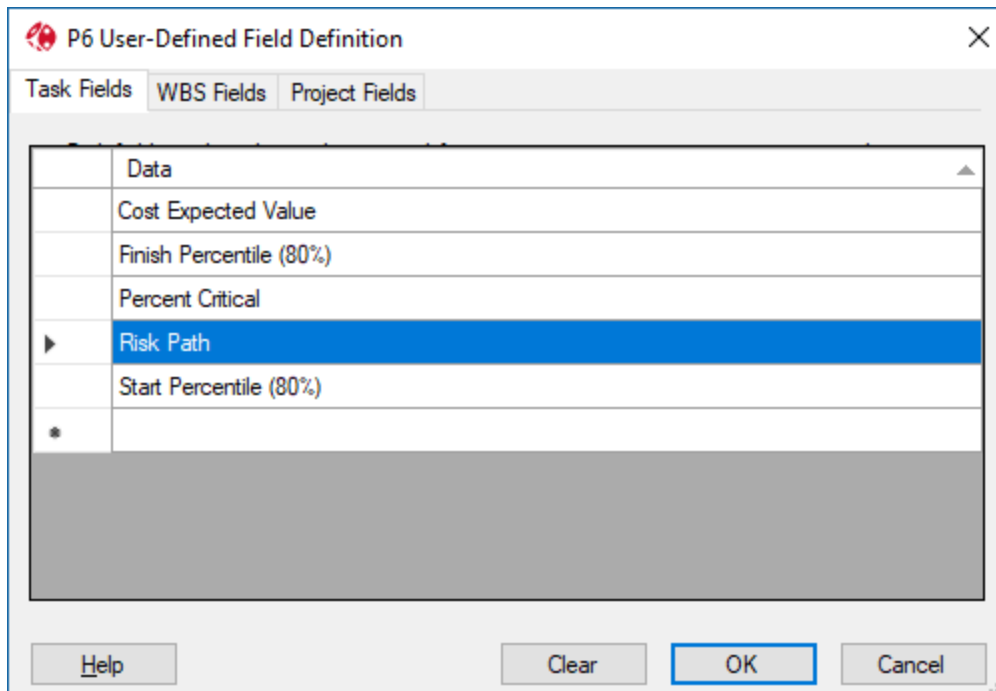 P6 User-Defined Field Definition
Task Fields WBS Fields Project Fields
Data
Cost Expected Value
Finish Percentile (80%)
Percent Critical
Risk Path
Start Percentile (80%)
Help Clear OK Cancel